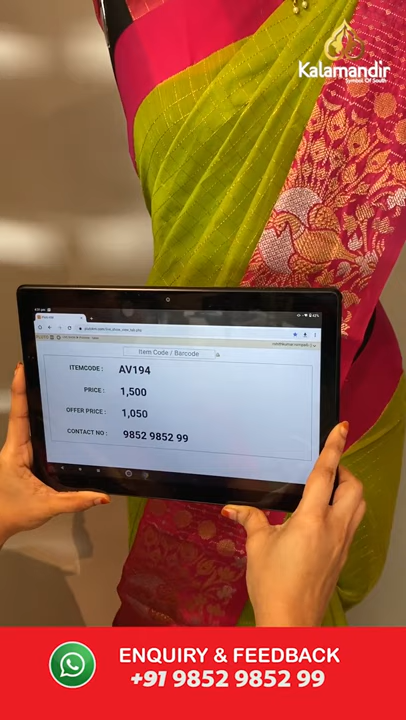 Kalamandir
Symbol Of South
Item Code / Barcode
ITEMCODE : AV194
PRICE : 1,500
OFFER PRICE : 1,050
CONTACT NO : 9852 9852 99
ENQUIRY & FEEDBACK
+91 9852 9852 99